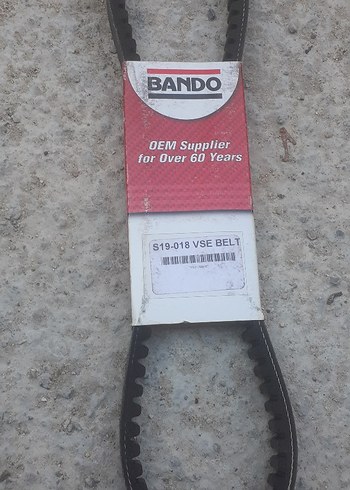 BANDO
OEM Supplier
for Over 60 Years
S19-018 VSE BELT